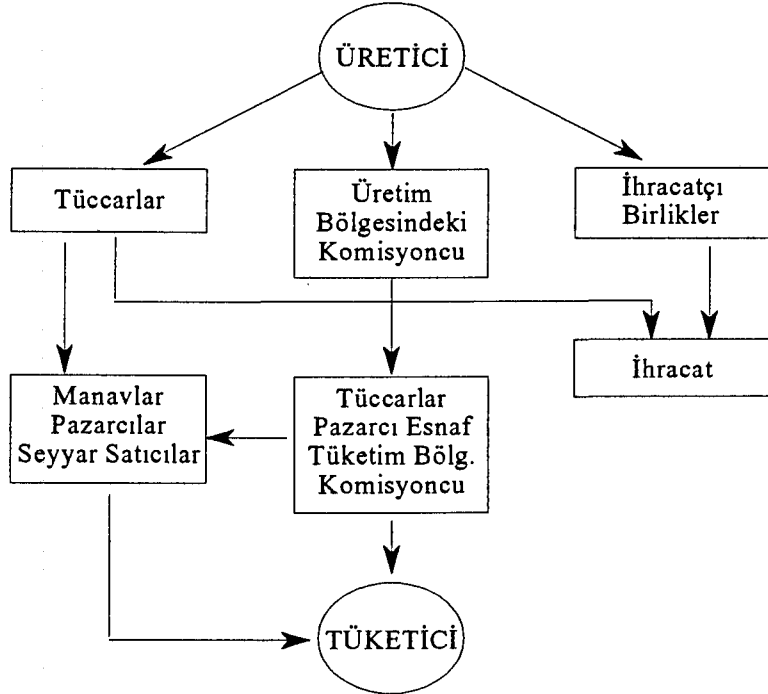 ÜRETİCİ
Tüccarlar
Üretim
Bölgesindeki
Komisyoncu
İhracatçı
Birlikler
İhracat
Manavlar
Pazarcılar
Seyyar Satıcılar
Tüccarlar
Pazarcı Esnaf
Tüketim Bölg.
Komisyoncu
TÜKETİCİ